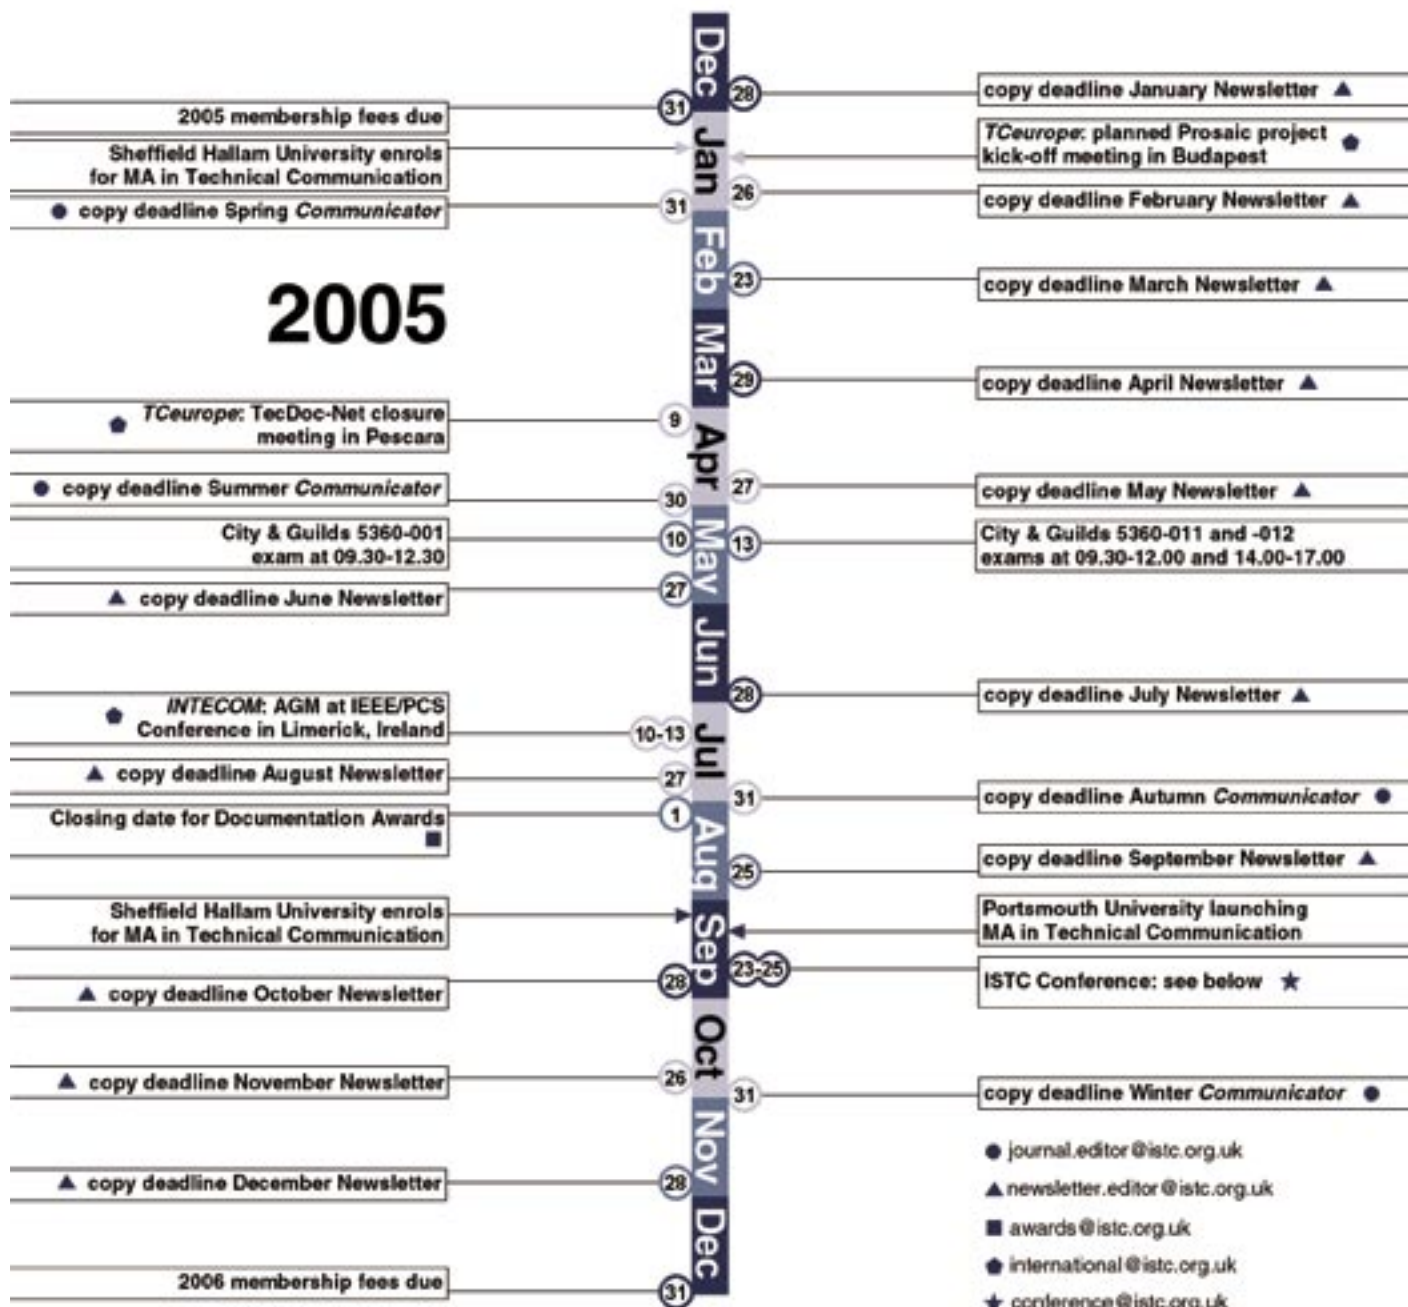 Dec
28
copy deadline January Newsletter
31
2005 membership fees due
Jan
Sheffield Hallam University enrols
for MA in Technical Communication
TCeurope: planned Prosaic project
kick-off meeting in Budapest
26
copy deadline February Newsletter
31
copy deadline Spring Communicator
Feb
23
copy deadline March Newsletter
2005
Mar
29
copy deadline April Newsletter
Apr
9
TCeurope: TecDoc-Net closure
meeting in Pescara
27
copy deadline May Newsletter
30
copy deadline Summer Communicator
May
10
City & Guilds 5360-001
exam at 09.30-12.30
13
City & Guilds 5360-011 and -012
exams at 09.30-12.00 and 14.00-17.00
27
copy deadline June Newsletter
Jun
28
copy deadline July Newsletter
Jul
10-13
INTECOM: AGM at IEEE/PCS
Conference in Limerick, Ireland
27
copy deadline August Newsletter
31
copy deadline Autumn Communicator
Aug
1
Closing date for Documentation Awards
25
copy deadline September Newsletter
Sep
Sheffield Hallam University enrols
for MA in Technical Communication
Portsmouth University launching
MA in Technical Communication
23-25
ISTC Conference: see below
28
copy deadline October Newsletter
Oct
26
copy deadline November Newsletter
31
copy deadline Winter Communicator
Nov
28
copy deadline December Newsletter
Dec
31
2006 membership fees due
journal.editor@istc.org.uk
newsletter.editor@istc.org.uk
awards@istc.org.uk
international@istc.org.uk
conference@istc.org.uk